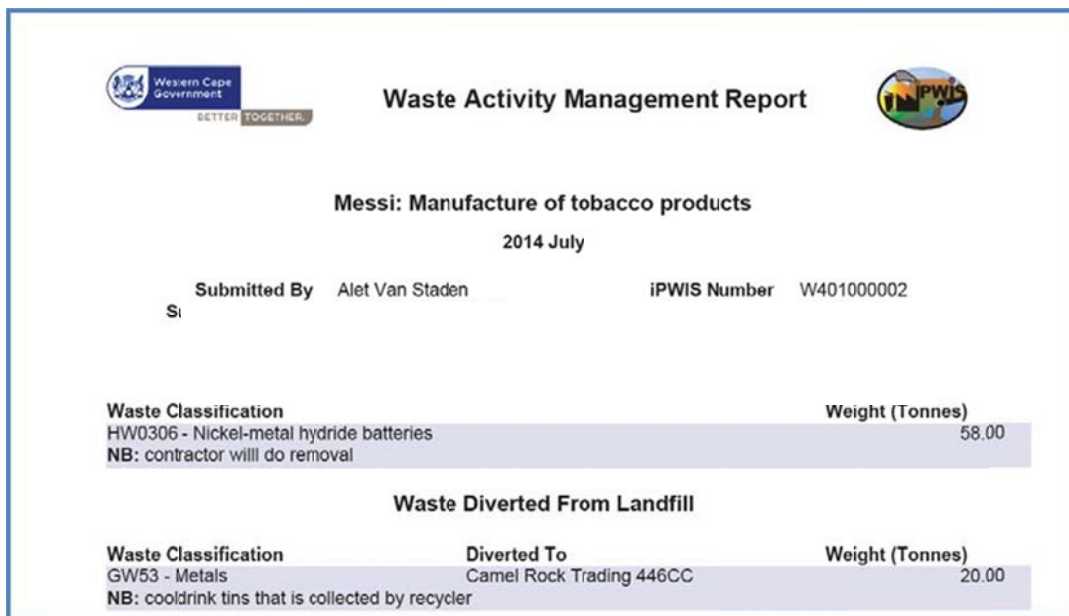 Western Cape
Government
BETTER TOGETHER.
Waste Activity Management Report
iPWIS
Messi: Manufacture of tobacco products
2014 July
Submitted By Alet Van Staden iPWIS Number W401000002
Waste Classification Weight (Tonnes)
HW0306 - Nickel-metal hydride batteries 58.00
NB: contractor willl do removal
Waste Diverted From Landfill
Waste Classification Diverted To Weight (Tonnes)
GW53 - Metals Camel Rock Trading 446CC 20.00
NB: cooldrink tins that is collected by recycler